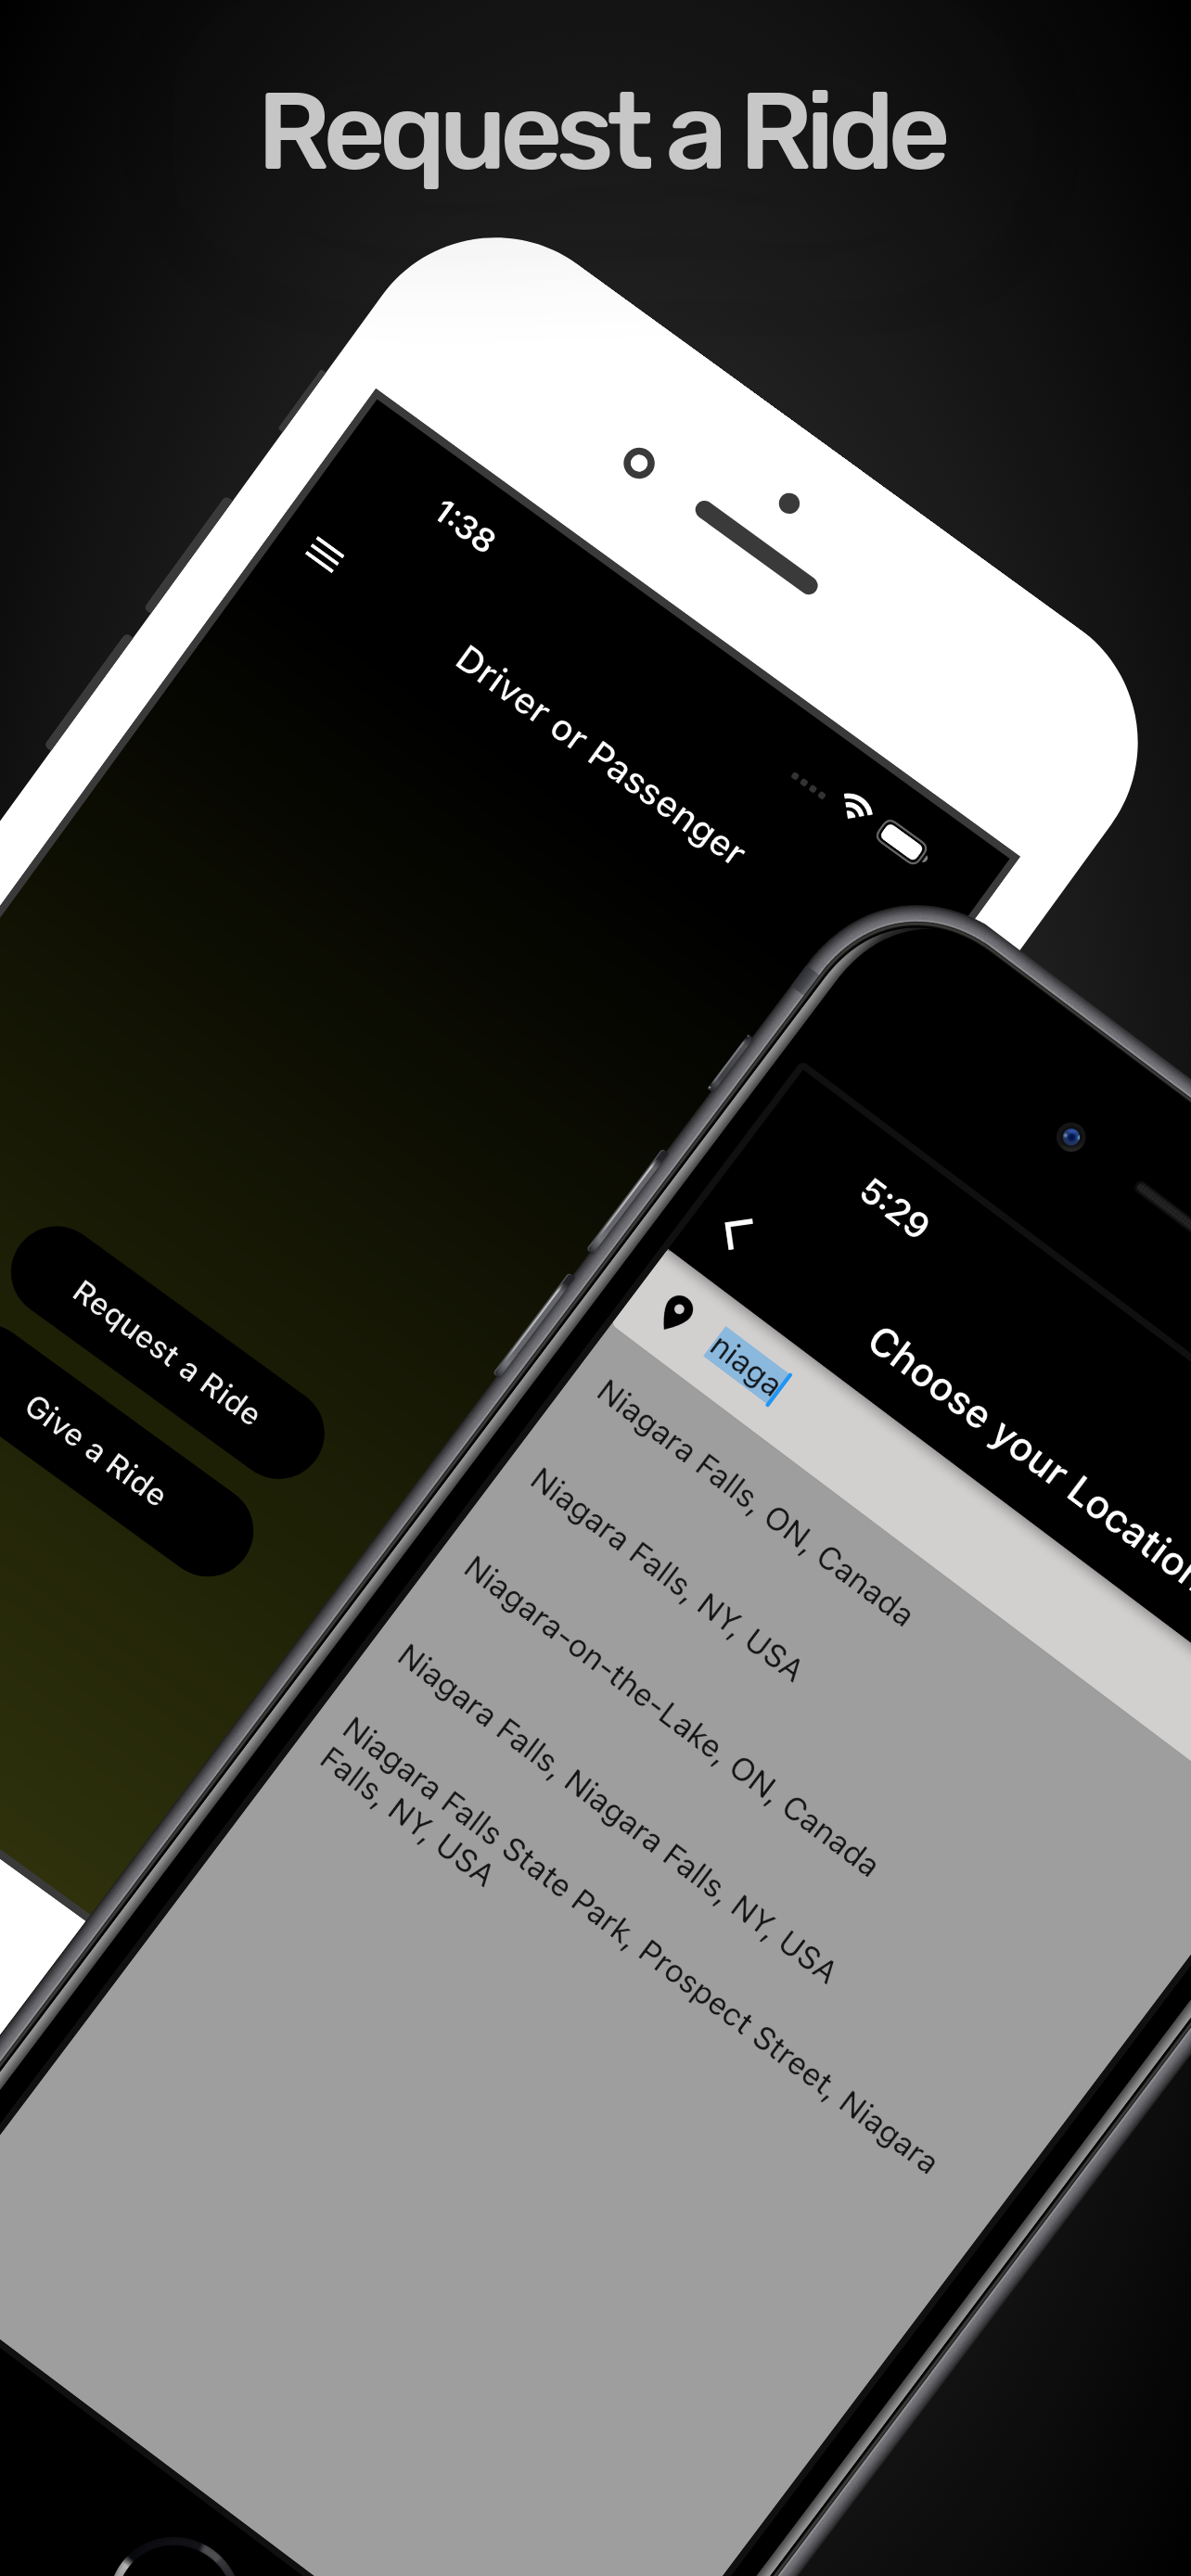 Request a Ride
1:38
Driver or Passenger
Request a Ride
Give a Ride
5:29
Choose your Location
niaga
Niagara Falls, ON, Canada
Niagara Falls, NY, USA
Niagara-on-the-Lake, ON, Canada
Niagara Falls, Niagara Falls, NY, USA
Niagara Falls State Park, Prospect Street, Niagara
Falls, NY, USA